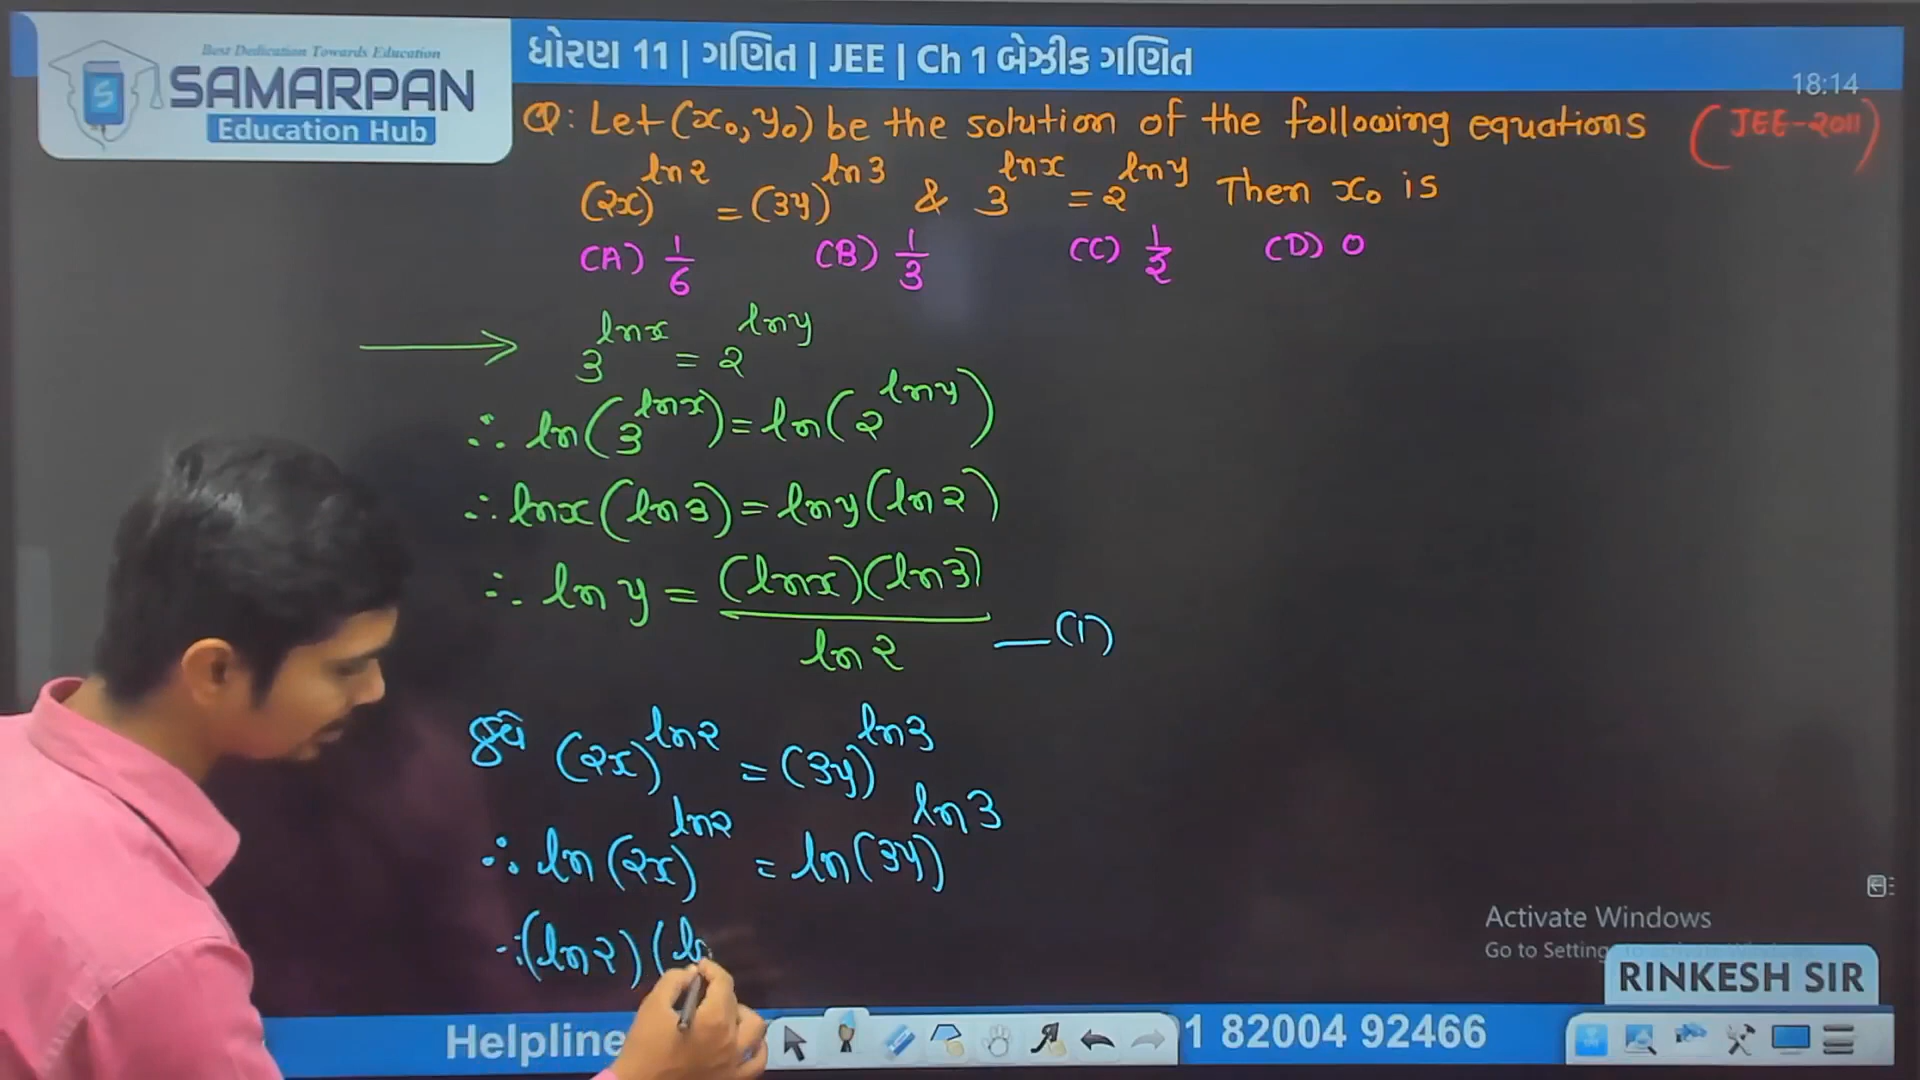 Best Dedication Towards Education
SAMARPAN
Education Hub
ધોરણ 11 | ગણિત | JEE | Ch 1 બેઝીક ગણિત
18:14
Q: Let (x₀, y₀) be the solution of the following equations (JEE-2011)
(2x)^ln2 = (3y)^ln3 & 3^lnx = 2^lny Then x₀ is
(A) 1/6 (B) 1/3 (C) 1/2 (D) 0
→ 3^lnx = 2^lny
∴ ln(3^lnx) = ln(2^lny)
∴ lnx(ln3) = lny(ln2)
∴ ln y = (lnx)(ln3)/ln2 —(1)
હવે (2x)^ln2 = (3y)^ln3
∴ ln(2x)^ln2 = ln(3y)^ln3
∴ (ln2)(ln
Activate Windows
RINKESH SIR
Helpline
1 82004 92466